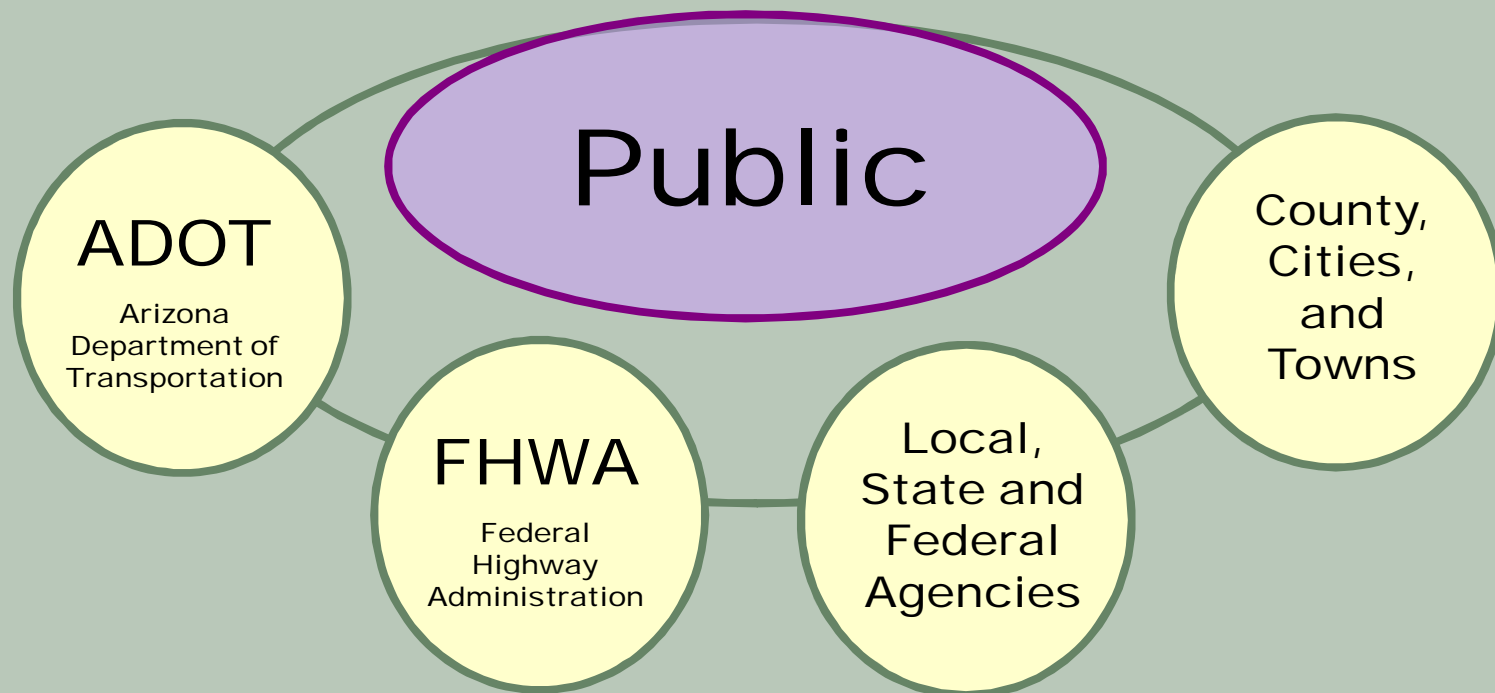 Public
ADOT
Arizona
Department of
Transportation
FHWA
Federal
Highway
Administration
Local,
State and
Federal
Agencies
County,
Cities,
and
Towns